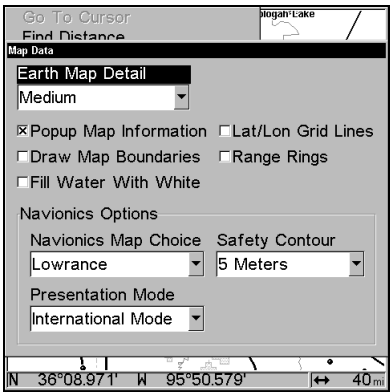 Go To Cursor
Find Distance
Map Data
Earth Map Detail
Medium
Popup Map Information
Lat/Lon Grid Lines
Draw Map Boundaries
Range Rings
Fill Water With White
Navionics Options
Navionics Map Choice
Safety Contour
Lowrance
5 Meters
Presentation Mode
International Mode
N 36°08.971' W 95°50.579' ↔ 40mi